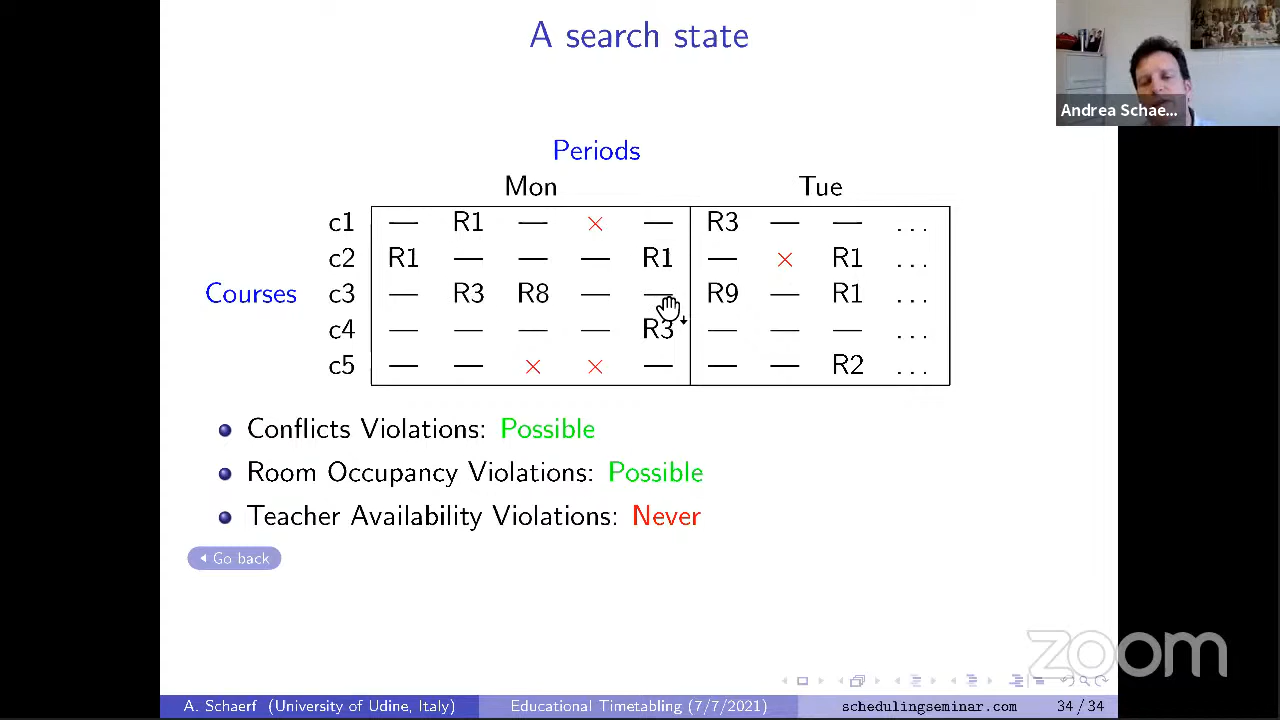 A search state
Andrea Schae...
Periods
Mon Tue
c1 — R1 — × — R3 — — ...
c2 R1 — — — R1 — × R1 ...
Courses c3 — R3 R8 — — R9 — R1 ...
c4 — — — — R3 — — — ...
c5 — — × × — — — R2 ...
Conflicts Violations: Possible
Room Occupancy Violations: Possible
Teacher Availability Violations: Never
Go back
zoom
A. Schaerf (University of Udine, Italy) Educational Timetabling (7/7/2021) schedulingseminar.com 34 / 34